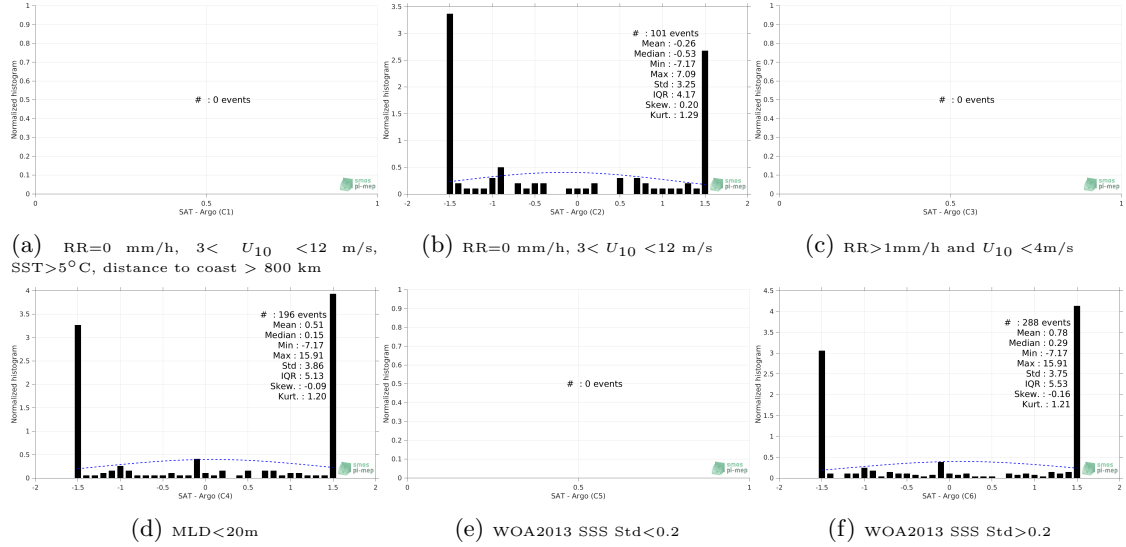 1
0.9
0.8
0.7
0.6
0.5
0.4
0.3
0.2
0.1
0
Normalized histogram
# : 0 events
smos
pi-mep
0 0.5 1
SAT - Argo (C1)
(a) RR=0 mm/h, 3< U10 <12 m/s,
SST>5°C, distance to coast > 800 km
3.5
3
2.5
2
1.5
1
0.5
0
Normalized histogram
# : 101 events
Mean : -0.26
Median : -0.53
Min : -7.17
Max : 7.09
Std : 3.25
IQR : 4.17
Skew. : 0.20
Kurt. : 1.29
smos
pi-mep
-2 -1.5 -1 -0.5 0 0.5 1 1.5 2
SAT - Argo (C2)
(b) RR=0 mm/h, 3< U10 <12 m/s
1
0.9
0.8
0.7
0.6
0.5
0.4
0.3
0.2
0.1
0
Normalized histogram
# : 0 events
smos
pi-mep
0 0.5 1
SAT - Argo (C3)
(c) RR>1mm/h and U10 <4m/s
4
3.5
3
2.5
2
1.5
1
0.5
0
Normalized histogram
# : 196 events
Mean : 0.51
Median : 0.15
Min : -7.17
Max : 15.91
Std : 3.86
IQR : 5.13
Skew. : -0.09
Kurt. : 1.20
smos
pi-mep
-2 -1.5 -1 -0.5 0 0.5 1 1.5 2
SAT - Argo (C4)
(d) MLD<20m
1
0.9
0.8
0.7
0.6
0.5
0.4
0.3
0.2
0.1
0
Normalized histogram
# : 0 events
smos
pi-mep
0 0.5 1
SAT - Argo (C5)
(e) WOA2013 SSS Std<0.2
4.5
4
3.5
3
2.5
2
1.5
1
0.5
0
Normalized histogram
# : 288 events
Mean : 0.78
Median : 0.29
Min : -7.17
Max : 15.91
Std : 3.75
IQR : 5.53
Skew. : -0.16
Kurt. : 1.21
smos
pi-mep
-2 -1.5 -1 -0.5 0 0.5 1 1.5 2
SAT - Argo (C6)
(f) WOA2013 SSS Std>0.2